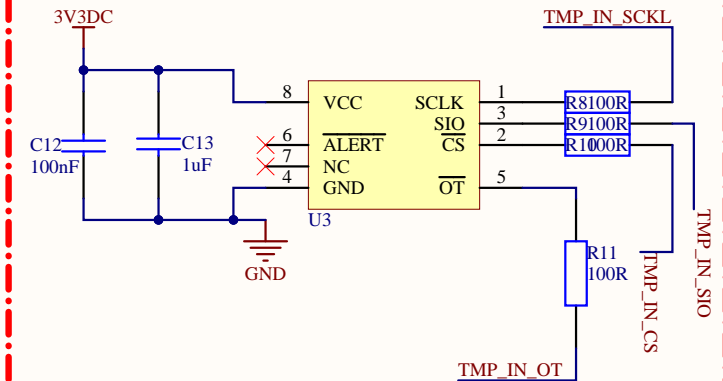 TMP_IN_SCKL
3V3DC
8 VCC SCLK 1 R8100R
SIO 3 R9100R
6 ALERT CS 2 R10100R
7 NC
4 GND OT 5
C12
100nF
C13
1uF
U3
GND
R11
100R
TMP_IN_SIO
TMP_IN_CS
TMP_IN_OT